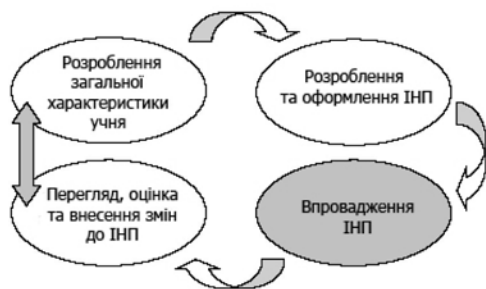 Розроблення
загальної
характеристики
учня
Розроблення
та оформлення ІНП
Перегляд, оцінка
та внесення змін
до ІНП
Впровадження
ІНП